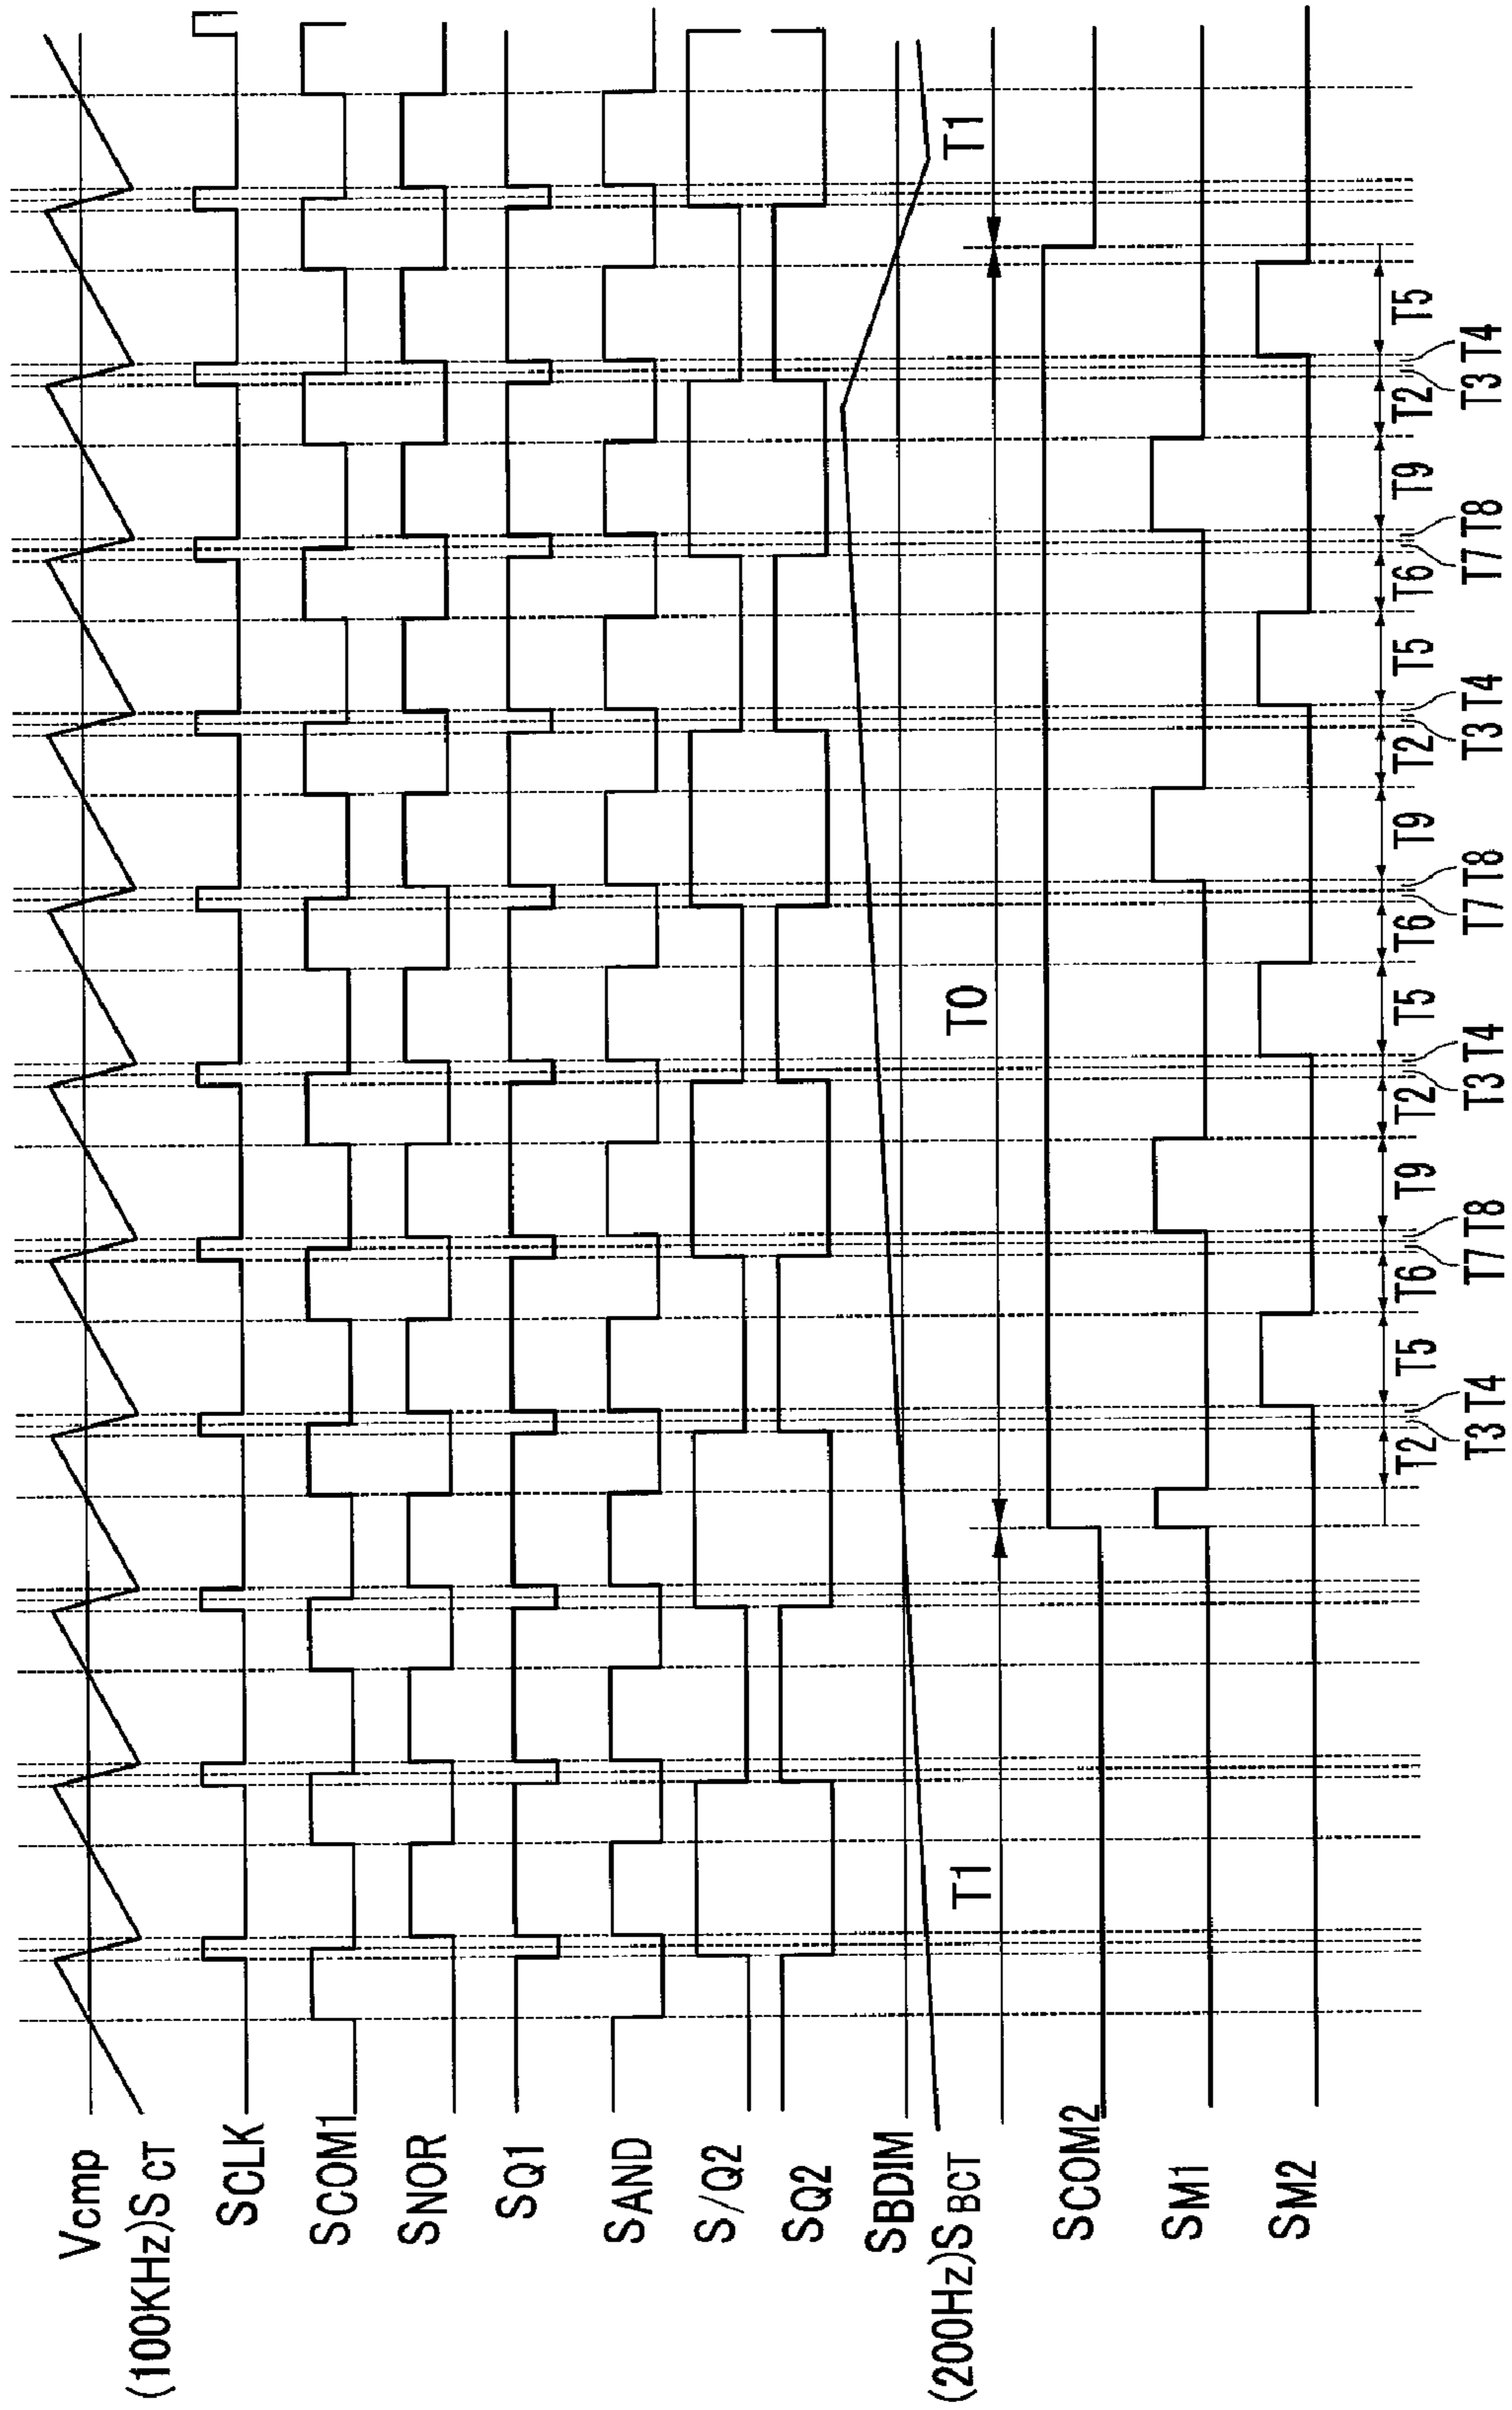 Vcmp
(100KHz)SCT
SCLK
SCOM1
SNOR
SQ1
SAND
S/Q2
SQ2
SBDIM
(200Hz)SBCT
T1 T0 T1
SCOM2
SM1
SM2
T2 T5 T6 T9 T2 T5 T6 T9 T2 T5 T6 T9 T2 T5
T3 T4 T7 T8 T3 T4 T7 T8 T3 T4 T7 T8 T3 T4